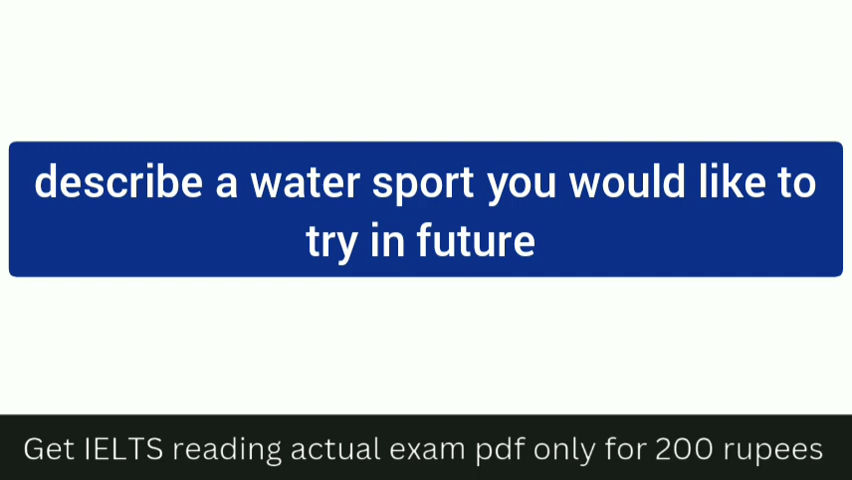 describe a water sport you would like to
try in future
Get IELTS reading actual exam pdf only for 200 rupees